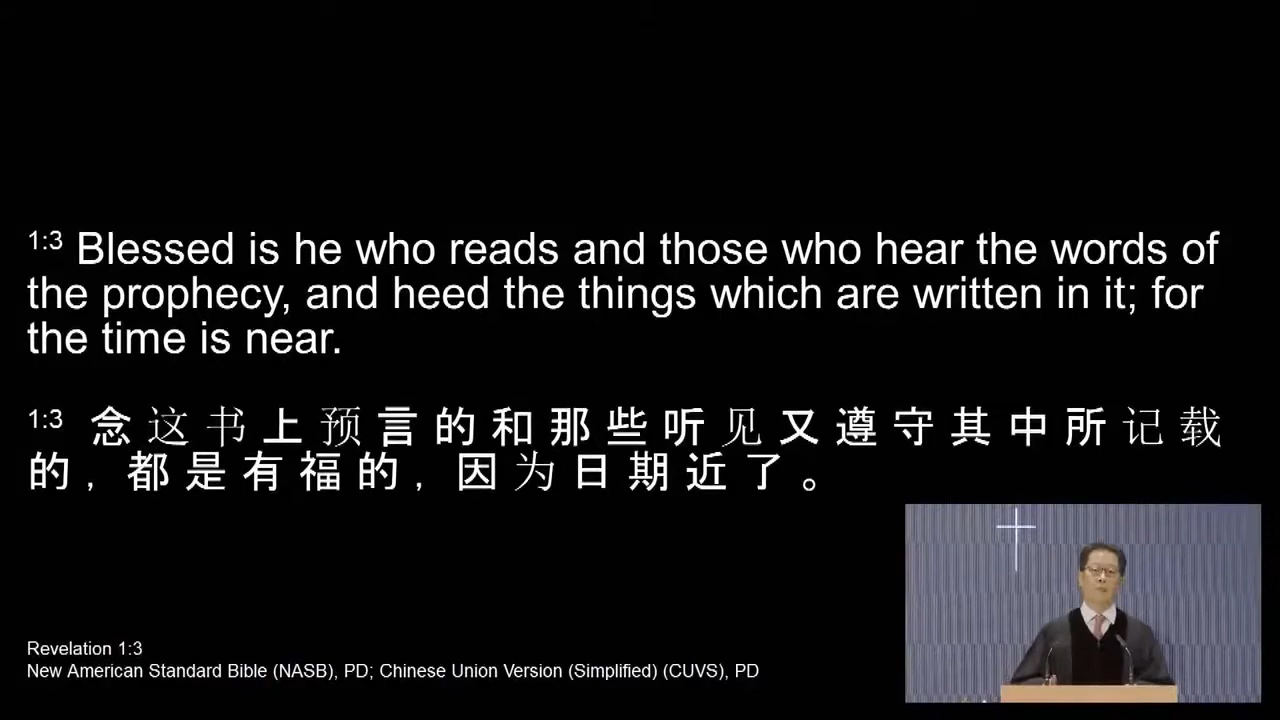 1:3 Blessed is he who reads and those who hear the words of
the prophecy, and heed the things which are written in it; for
the time is near.
1:3 念这书上预言的和那些听见又遵守其中所记载
的，都是有福的，因为日期近了。
Revelation 1:3
New American Standard Bible (NASB), PD; Chinese Union Version (Simplified) (CUVS), PD